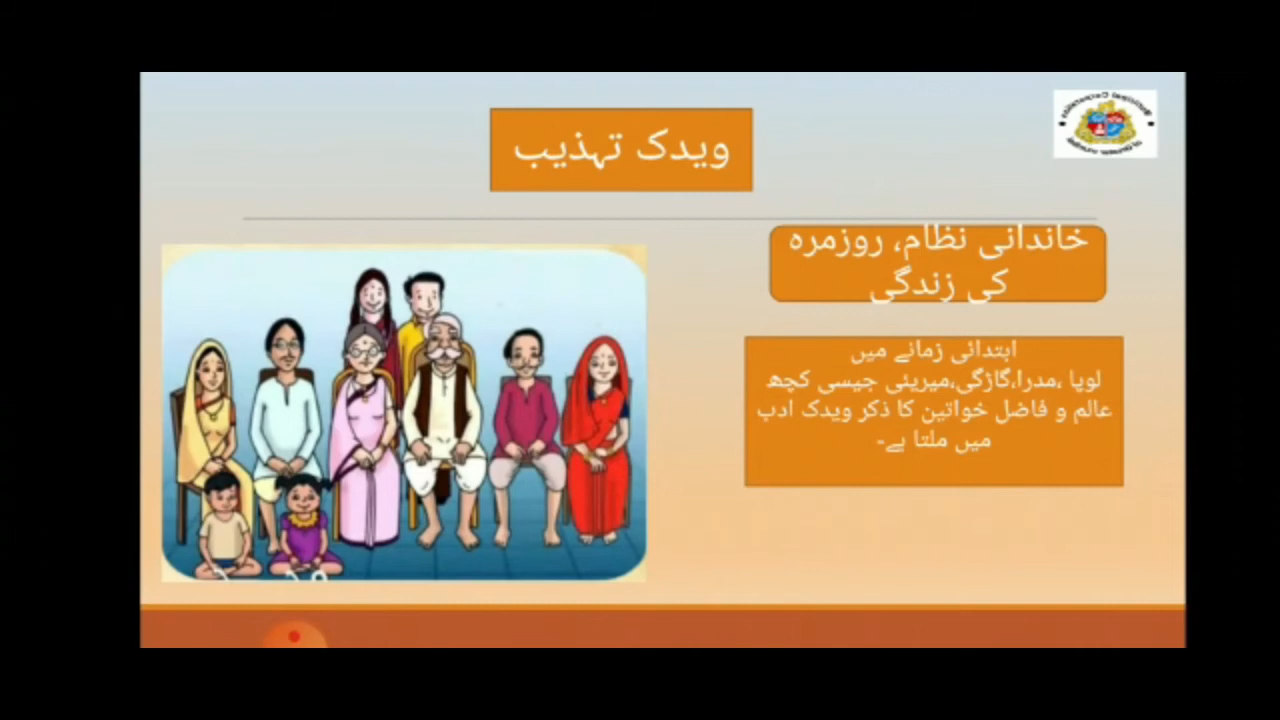 ویدک تہذیب
خاندانی نظام، روزمرہ
کی زندگی
ابتدائی زمانے میں
لوپا ،مدرا،گاڑگی،میریئی جیسی کچھ
عالم و فاضل خواتین کا ذکر ویدک ادب
میں ملتا ہے-